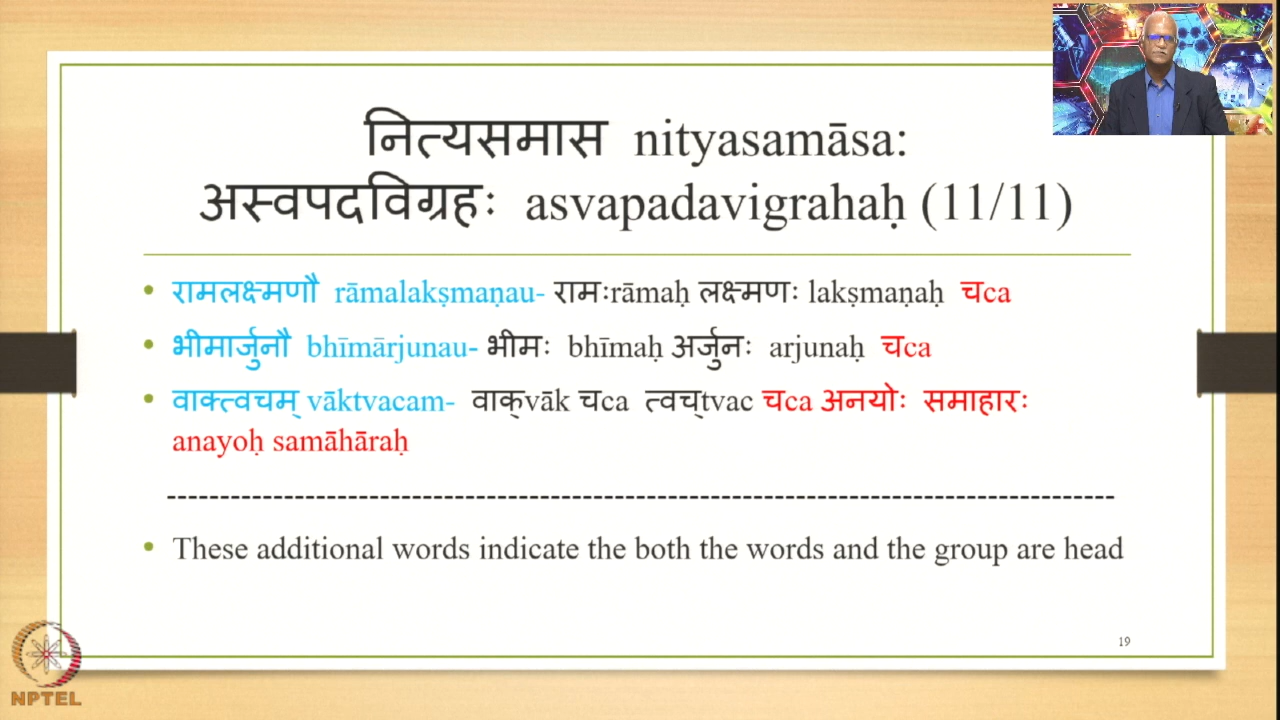 नित्यसमास nityasamāsa:
अस्वपदविग्रहः asvapadavigrahaḥ (11/11)
• रामलक्ष्मणौ rāmalakṣmaṇau- रामःrāmaḥ लक्ष्मणः lakṣmaṇaḥ चca
• भीमार्जुनौ bhīmārjunau- भीमः bhīmaḥ अर्जुनः arjunaḥ चca
• वाक्त्वचम् vāktvacam- वाक्vāk चca त्वच्tvac चca अनयोः समाहारः
anayoḥ samāhāraḥ
--------------------------------------------------------------------------------------
• These additional words indicate the both the words and the group are head
19
NPTEL